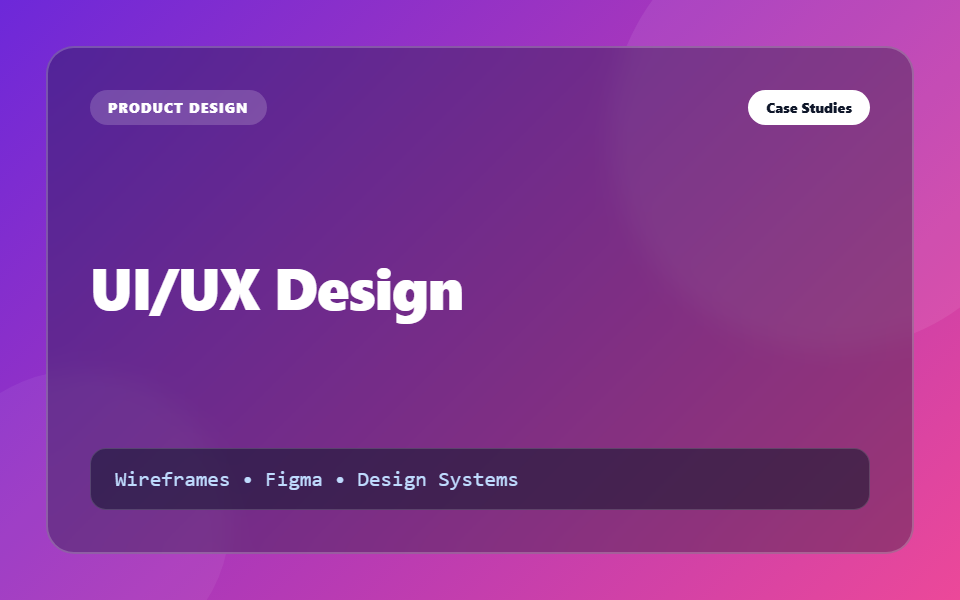 PRODUCT DESIGN
Case Studies
UI/UX Design
Wireframes • Figma • Design Systems